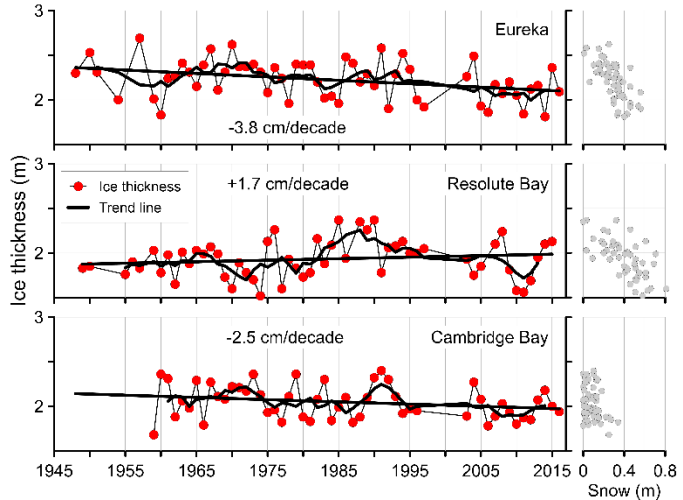 3
Eureka
2
-3.8 cm/decade
3
+1.7 cm/decade
Resolute Bay
Ice thickness
Trend line
2
Ice thickness (m)
3
-2.5 cm/decade
Cambridge Bay
2
1945 1955 1965 1975 1985 1995 2005 2015
0 0.4 0.8
Snow (m)